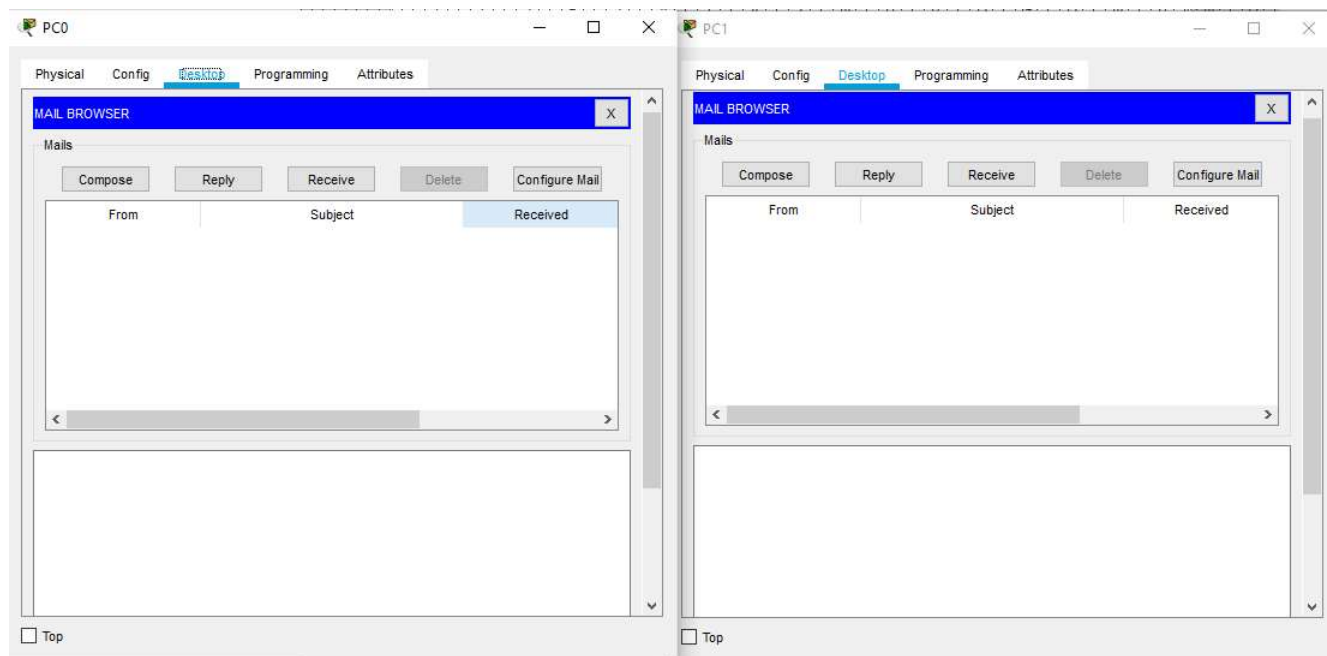 PC0
Physical Config Desktop Programming Attributes
MAIL BROWSER X
Mails
Compose Reply Receive Delete Configure Mail
From Subject Received
Top
PC1
Physical Config Desktop Programming Attributes
MAIL BROWSER X
Mails
Compose Reply Receive Delete Configure Mail
From Subject Received
Top